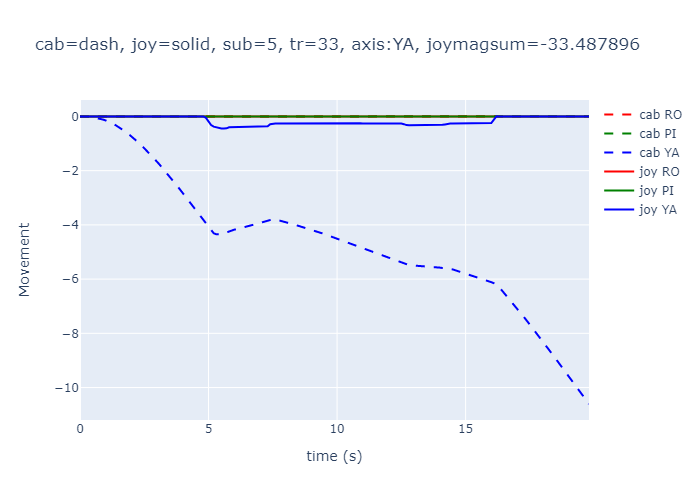 cab=dash, joy=solid, sub=5, tr=33, axis:YA, joymagsum=-33.487896
cab RO
cab PI
cab YA
joy RO
joy PI
joy YA
Movement
0
−2
−4
−6
−8
−10
0
5
10
15
time (s)